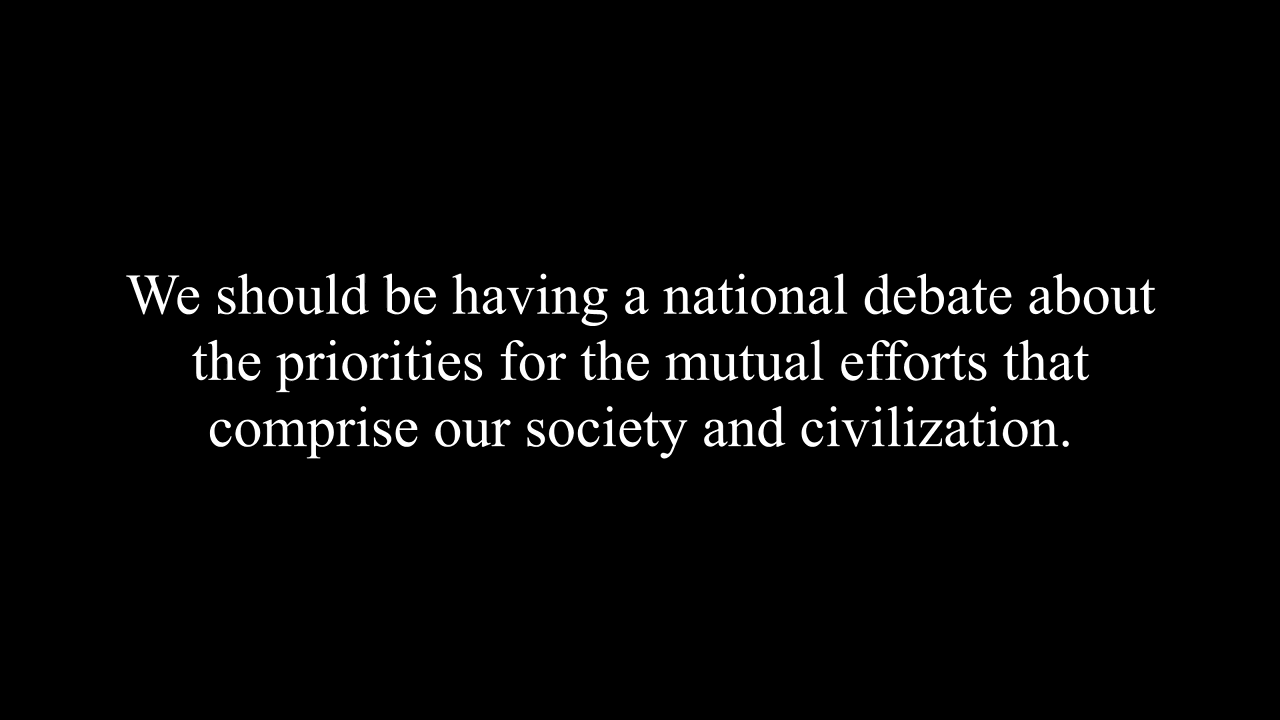 We should be having a national debate about
the priorities for the mutual efforts that
comprise our society and civilization.